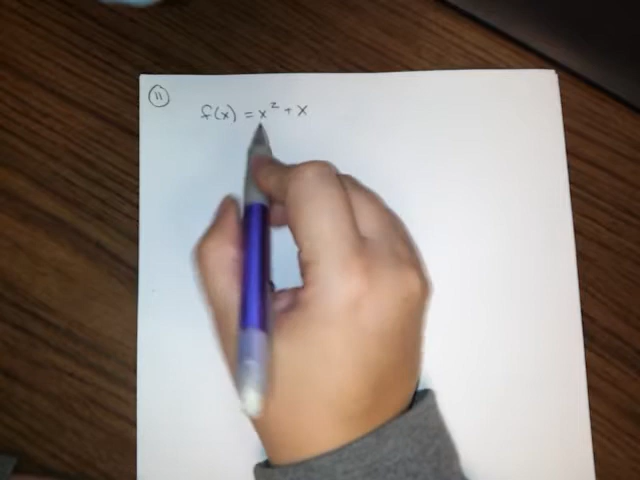 11
f(x) = x² + x